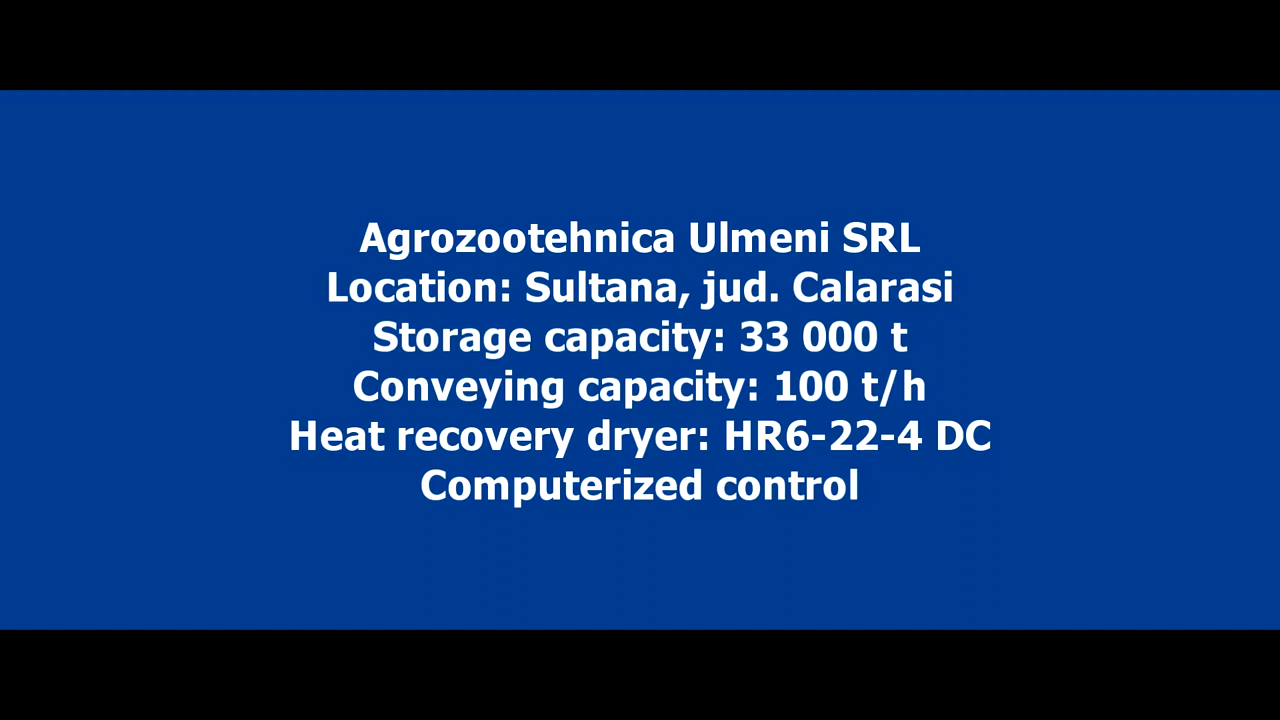 Agrozootehnica Ulmeni SRL
Location: Sultana, jud. Calarasi
Storage capacity: 33 000 t
Conveying capacity: 100 t/h
Heat recovery dryer: HR6-22-4 DC
Computerized control